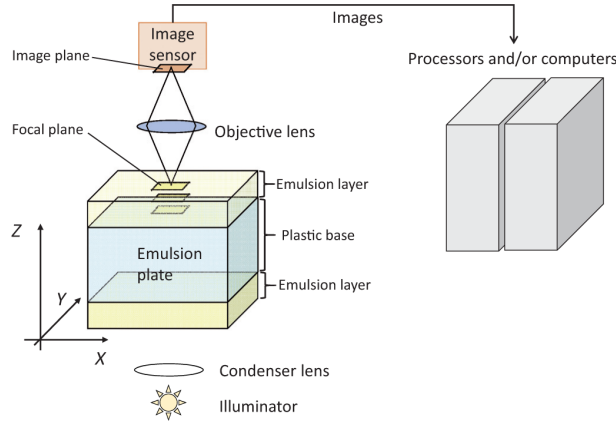 Images
Image
sensor
Image plane
Processors and/or computers
Focal plane
Objective lens
Emulsion layer
Z
Plastic base
Emulsion
plate
Emulsion layer
Y
X
Condenser lens
Illuminator